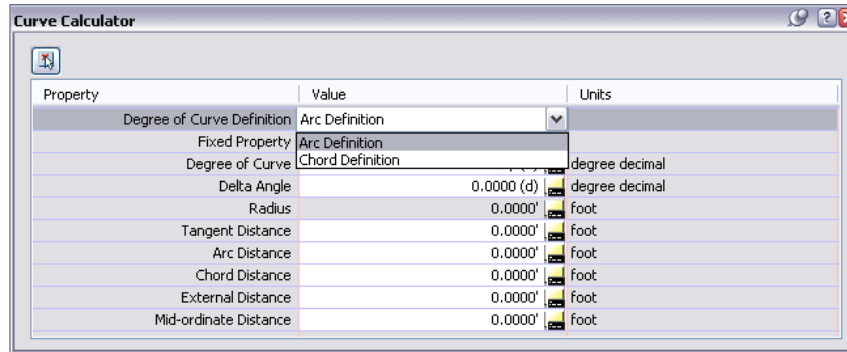 Curve Calculator
Property Value Units
Degree of Curve Definition Arc Definition
Fixed Property Arc Definition
Chord Definition
Degree of Curve degree decimal
Delta Angle 0.0000 (d) degree decimal
Radius 0.0000' foot
Tangent Distance 0.0000' foot
Arc Distance 0.0000' foot
Chord Distance 0.0000' foot
External Distance 0.0000' foot
Mid-ordinate Distance 0.0000' foot